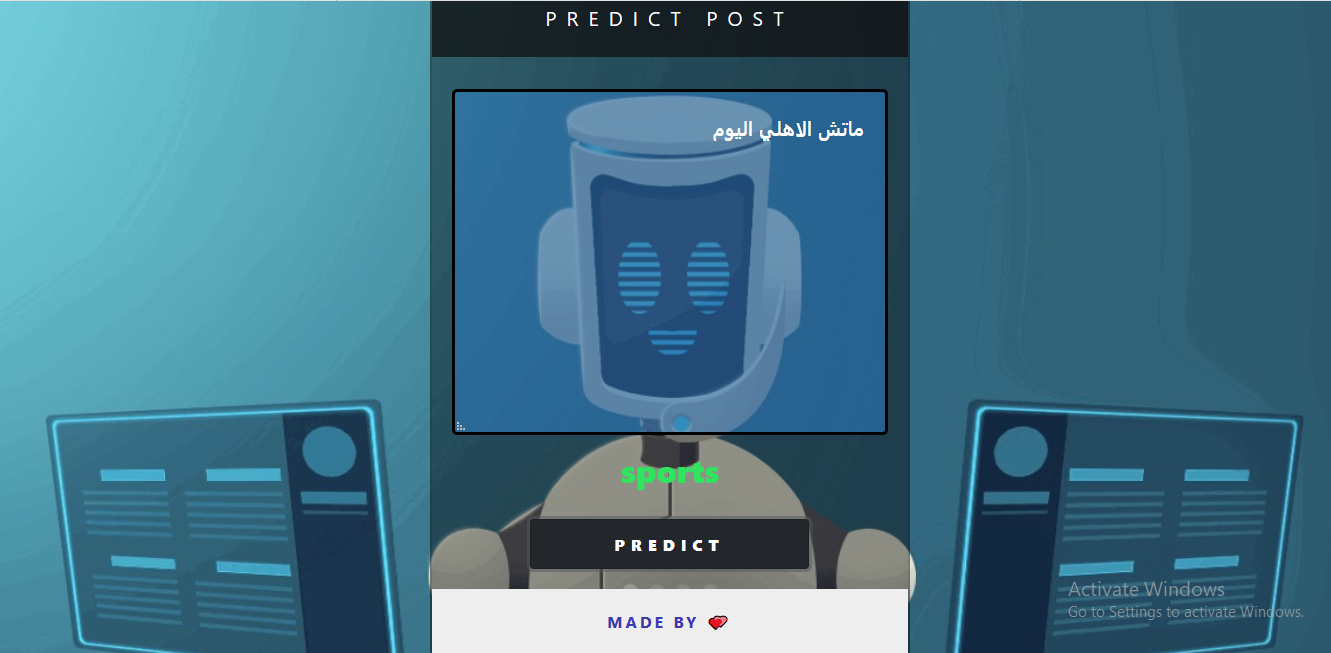 PREDICT POST
ماتش الاهلي اليوم
sports
PREDICT
MADE BY 💕
Activate Windows
Go to Settings to activate Windows.